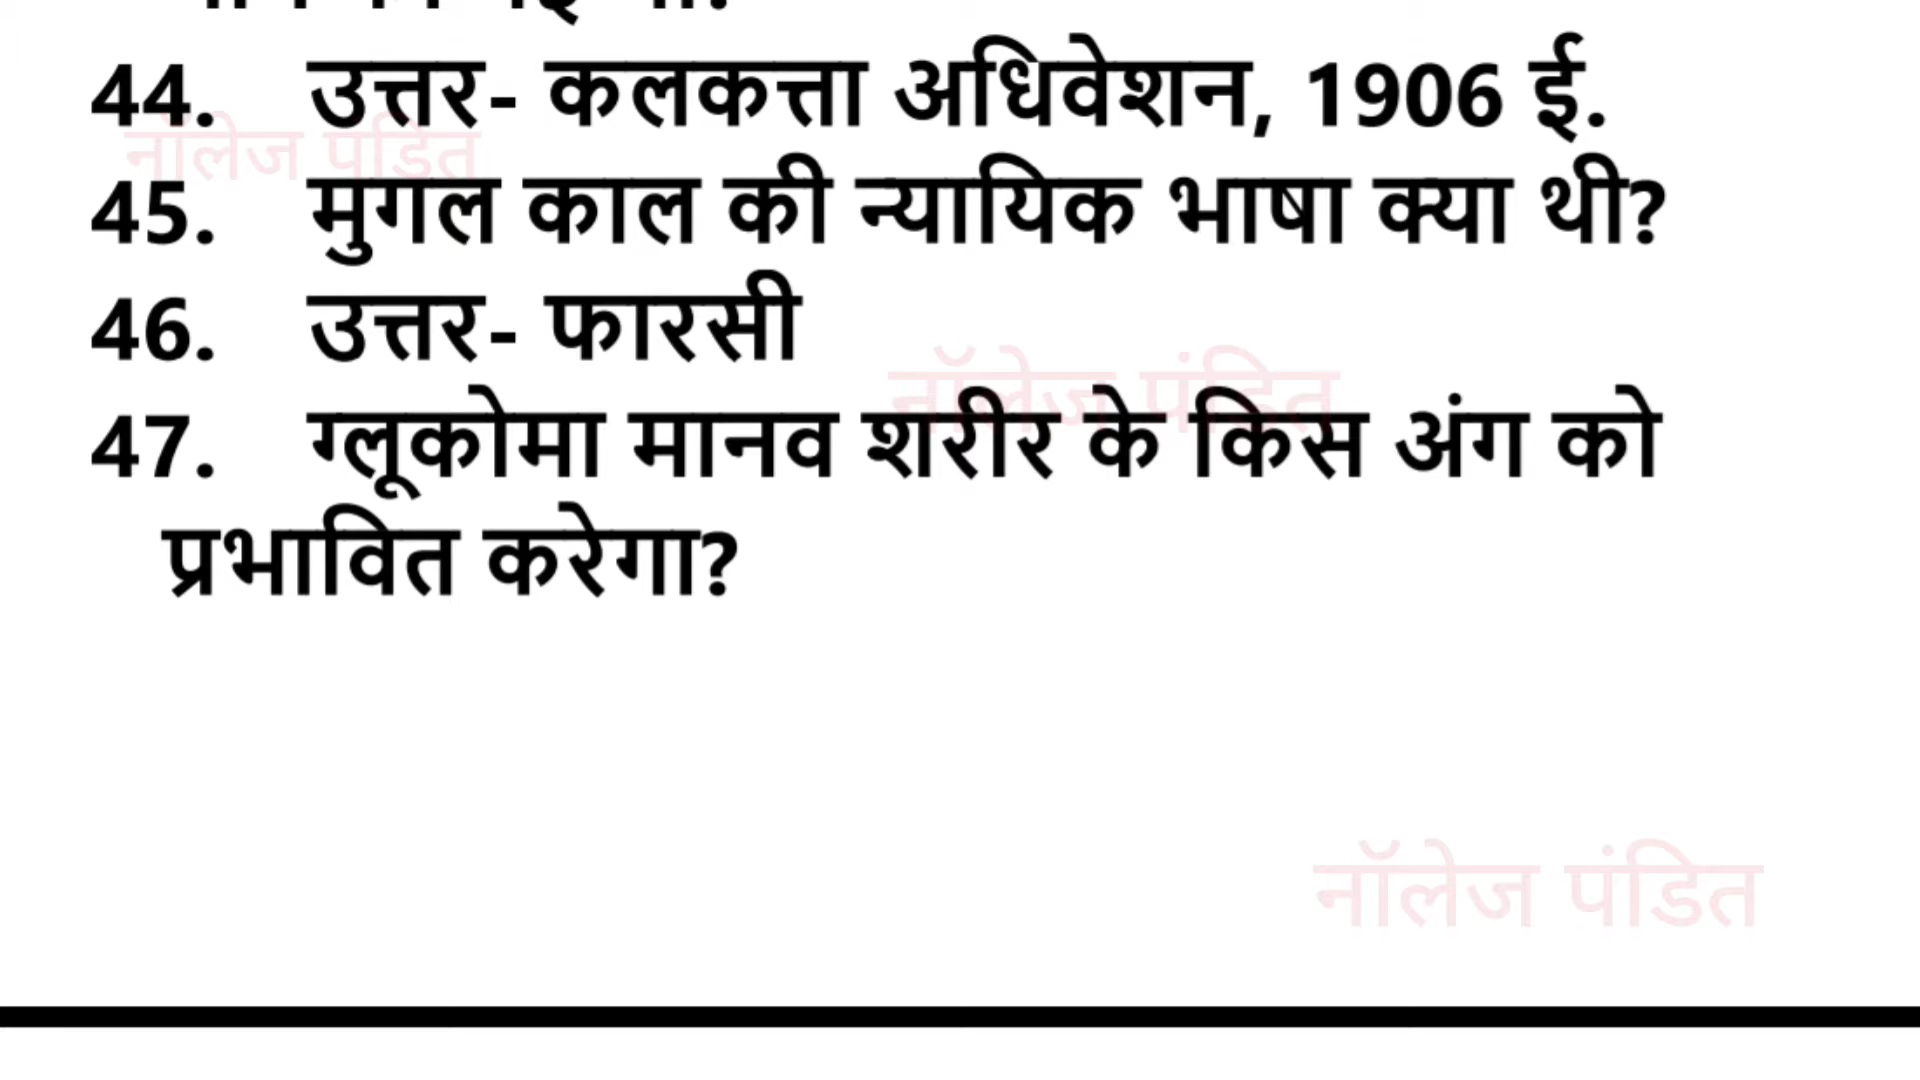 44. उत्तर- कलकत्ता अधिवेशन, 1906 ई.
नॉलेज पंडित
45. मुगल काल की न्यायिक भाषा क्या थी?
46. उत्तर- फारसी
नॉलेज पंडित
47. ग्लूकोमा मानव शरीर के किस अंग को
प्रभावित करेगा?
नॉलेज पंडित